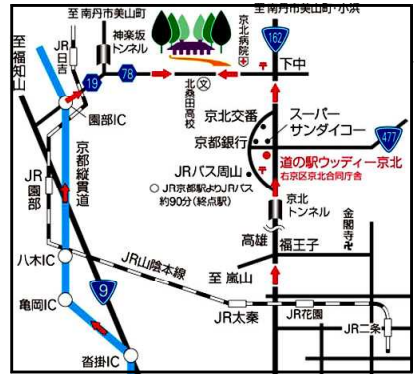 至南丹市美山町
至南丹市美山町・小浜
至福知山
JR日吉
神楽坂
トンネル
京北病院
162
下中
19
78
文
北桑田高校
園部IC
京北交番
スーパー
サンダイコー
京都銀行
477
道の駅ウッディー京北
右京区京北合同庁舎
JRバス周山
JR京都駅よりJRバス
約90分(終点駅)
京都縦貫道
JR園部
京北
トンネル
金閣寺
卍
高雄
福王子
八木IC
JR山陰本線
至嵐山
9
亀岡IC
JR太秦
JR花園
JR二条
沓掛IC